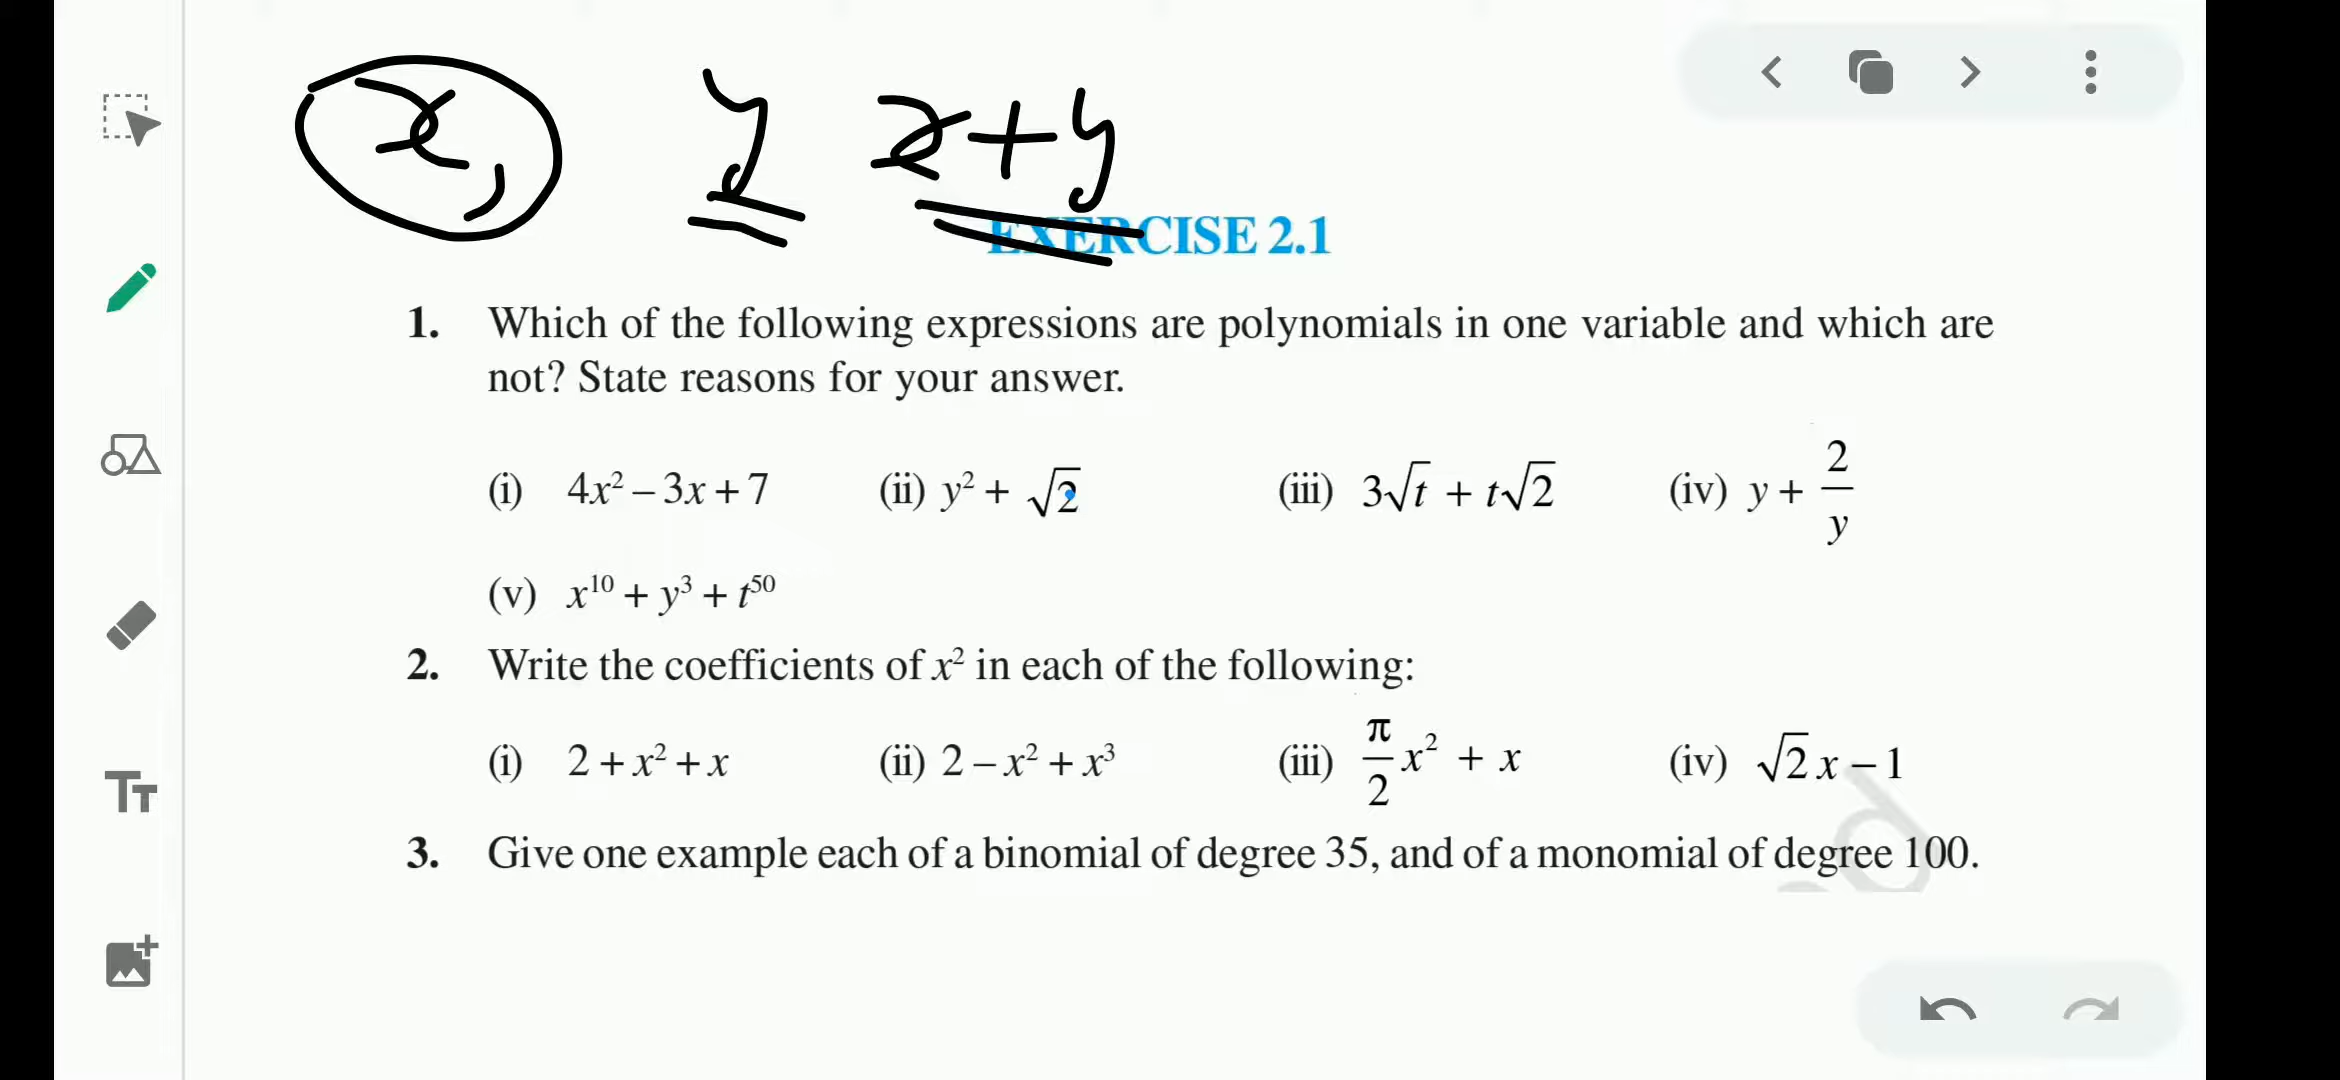 x, y x+y
EXERCISE 2.1
1. Which of the following expressions are polynomials in one variable and which are
not? State reasons for your answer.
(i) 4x² – 3x + 7 (ii) y² + √2 (iii) 3√t + t√2 (iv) y + 2/y
(v) x¹⁰ + y³ + t⁵⁰
2. Write the coefficients of x² in each of the following:
(i) 2 + x² + x (ii) 2 – x² + x³ (iii) π/2 x² + x (iv) √2 x – 1
3. Give one example each of a binomial of degree 35, and of a monomial of degree 100.